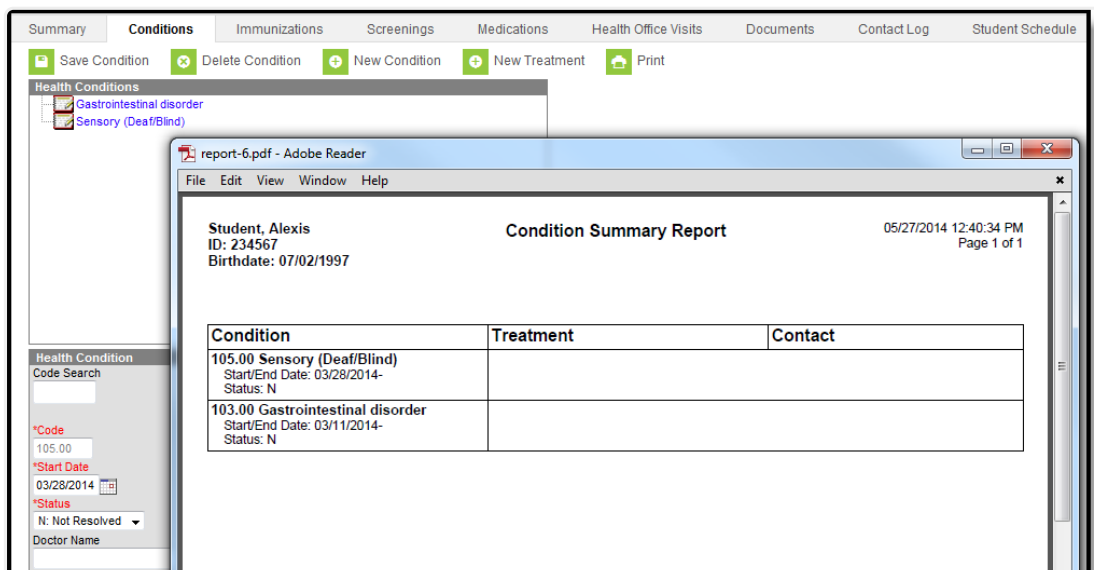 Summary Conditions Immunizations Screenings Medications Health Office Visits Documents Contact Log Student Schedule
Save Condition Delete Condition New Condition New Treatment Print
Health Conditions
Gastrointestinal disorder
Sensory (Deaf/Blind)
report-6.pdf - Adobe Reader
File Edit View Window Help
Student, Alexis Condition Summary Report 05/27/2014 12:40:34 PM
ID: 234567 Page 1 of 1
Birthdate: 07/02/1997
Condition Treatment Contact
105.00 Sensory (Deaf/Blind)
Start/End Date: 03/28/2014-
Status: N
103.00 Gastrointestinal disorder
Start/End Date: 03/11/2014-
Status: N
Health Condition
Code Search
*Code
105.00
*Start Date
03/28/2014
*Status
N: Not Resolved
Doctor Name